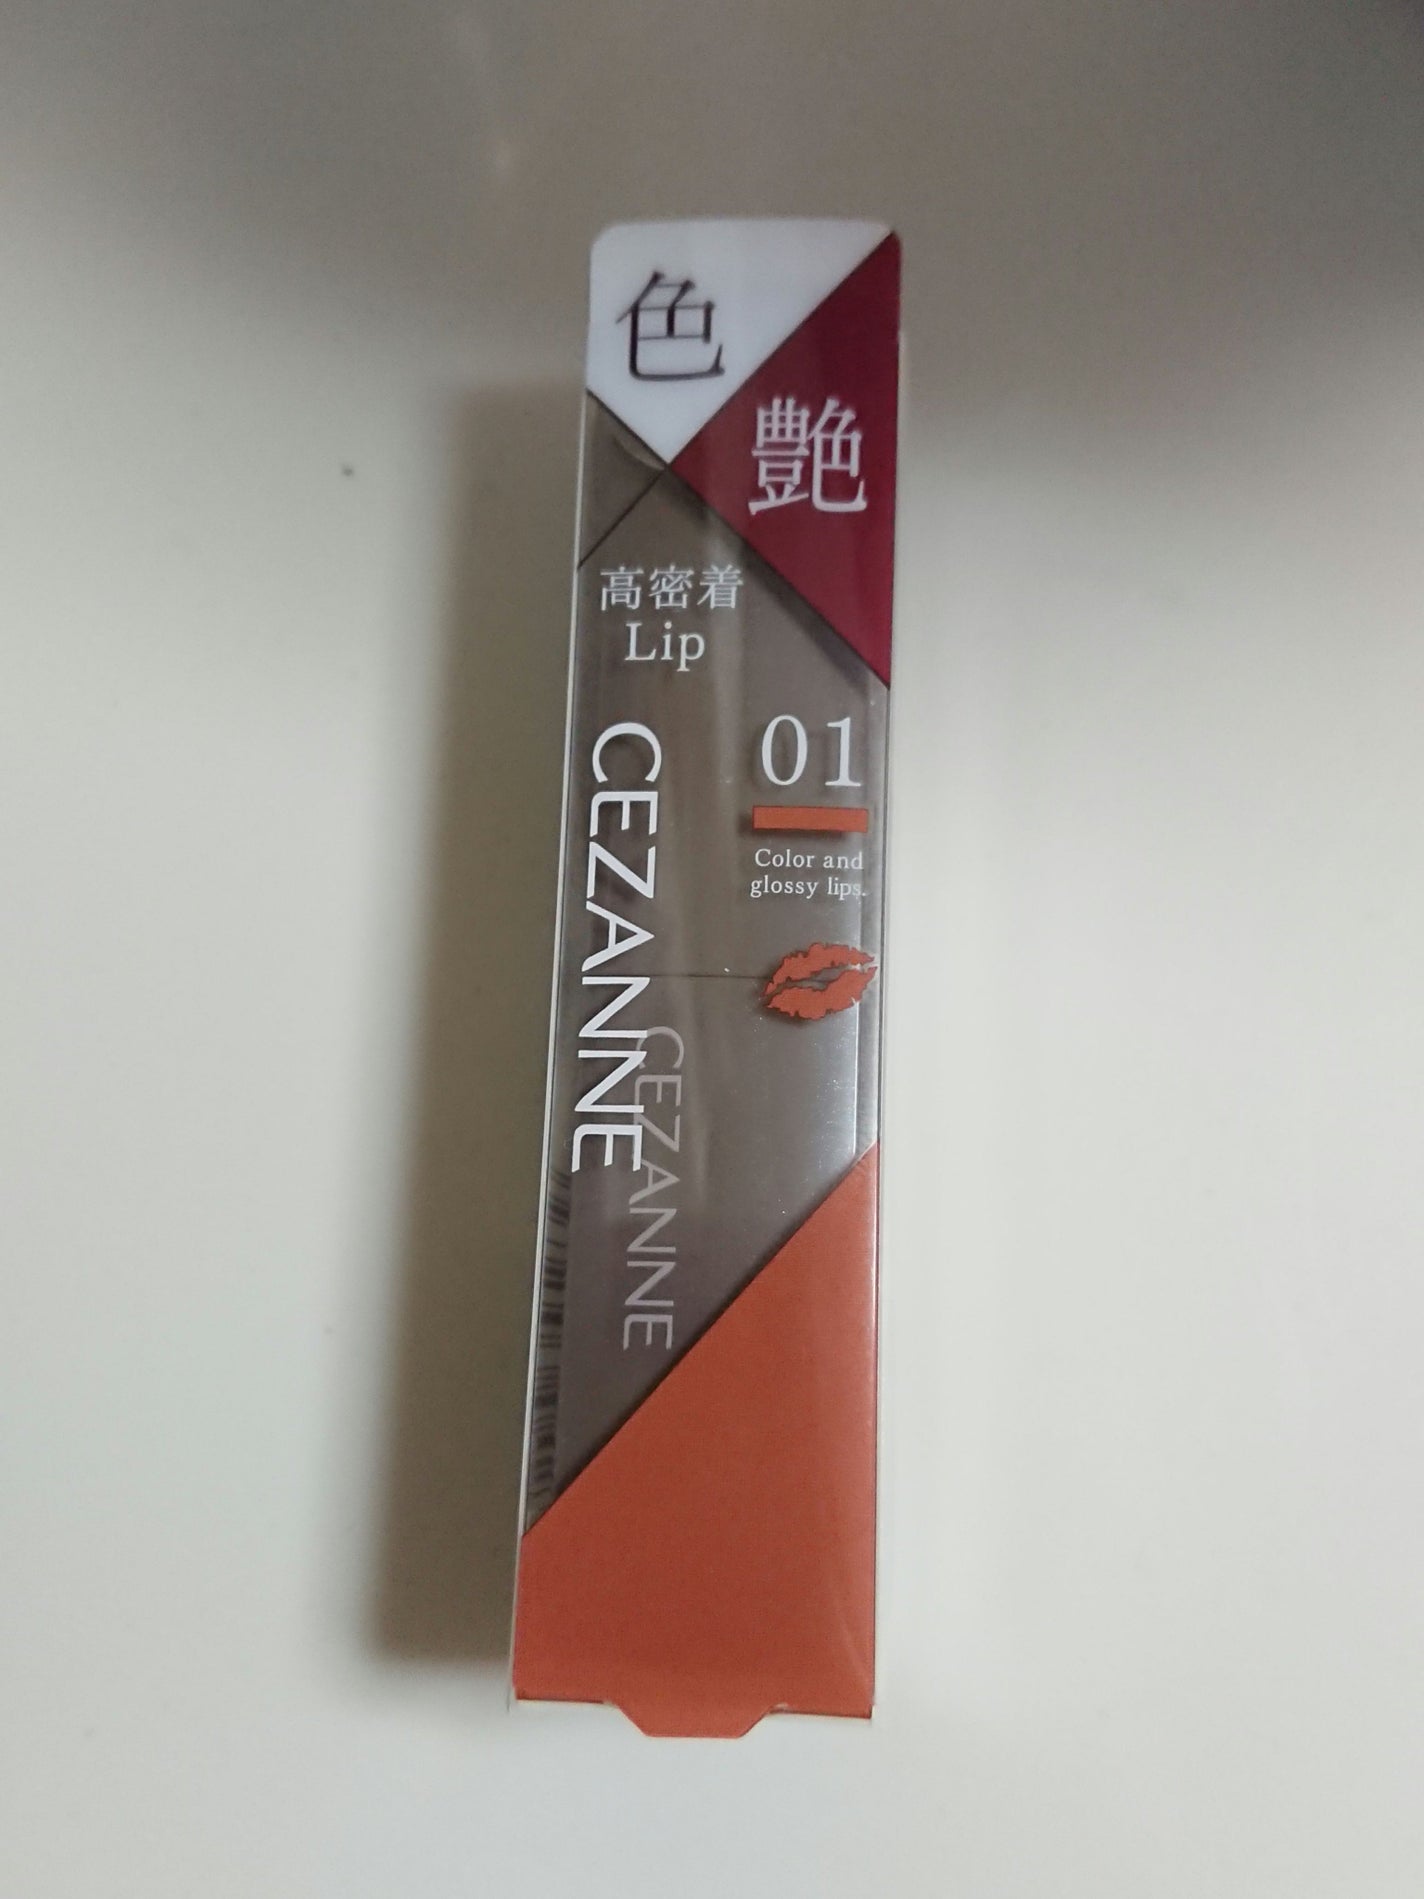 色
艶
高密着
Lip
01
Color and
glossy lips.
CEZANNE
CEZANNE